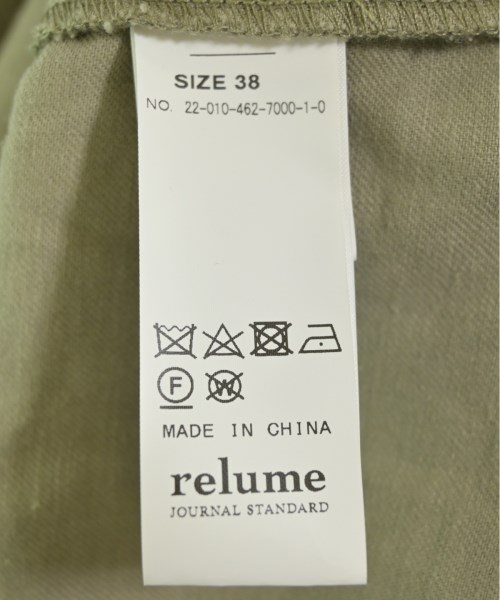 SIZE 38
NO. 22-010-462-7000-1-0
F W
MADE IN CHINA
relume
JOURNAL STANDARD